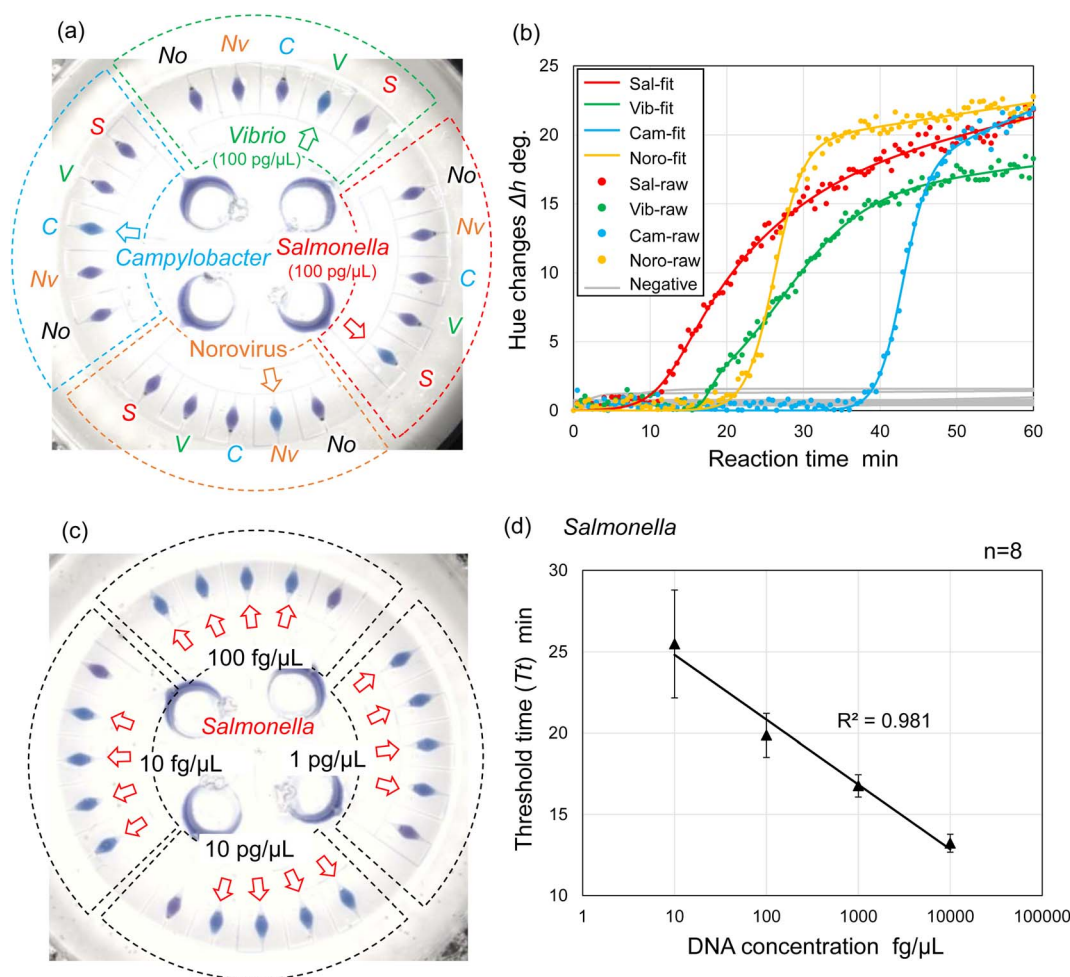 (a)
No
Nv
C
V
S
Vibrio
(100 pg/µL)
S
V
C
Nv
No
Campylobacter
No
Nv
C
V
S
Salmonella
(100 pg/µL)
Norovirus
S
V
C
Nv
No
(b)
Hue changes Δh deg.
25
20
15
10
5
0
Sal-fit
Vib-fit
Cam-fit
Noro-fit
Sal-raw
Vib-raw
Cam-raw
Noro-raw
Negative
0 10 20 30 40 50 60
Reaction time min
(c)
100 fg/µL
Salmonella
10 fg/µL
1 pg/µL
10 pg/µL
(d) Salmonella
n=8
Threshold time (Tt) min
30
25
20
15
10
R² = 0.981
1 10 100 1000 10000 100000
DNA concentration fg/µL